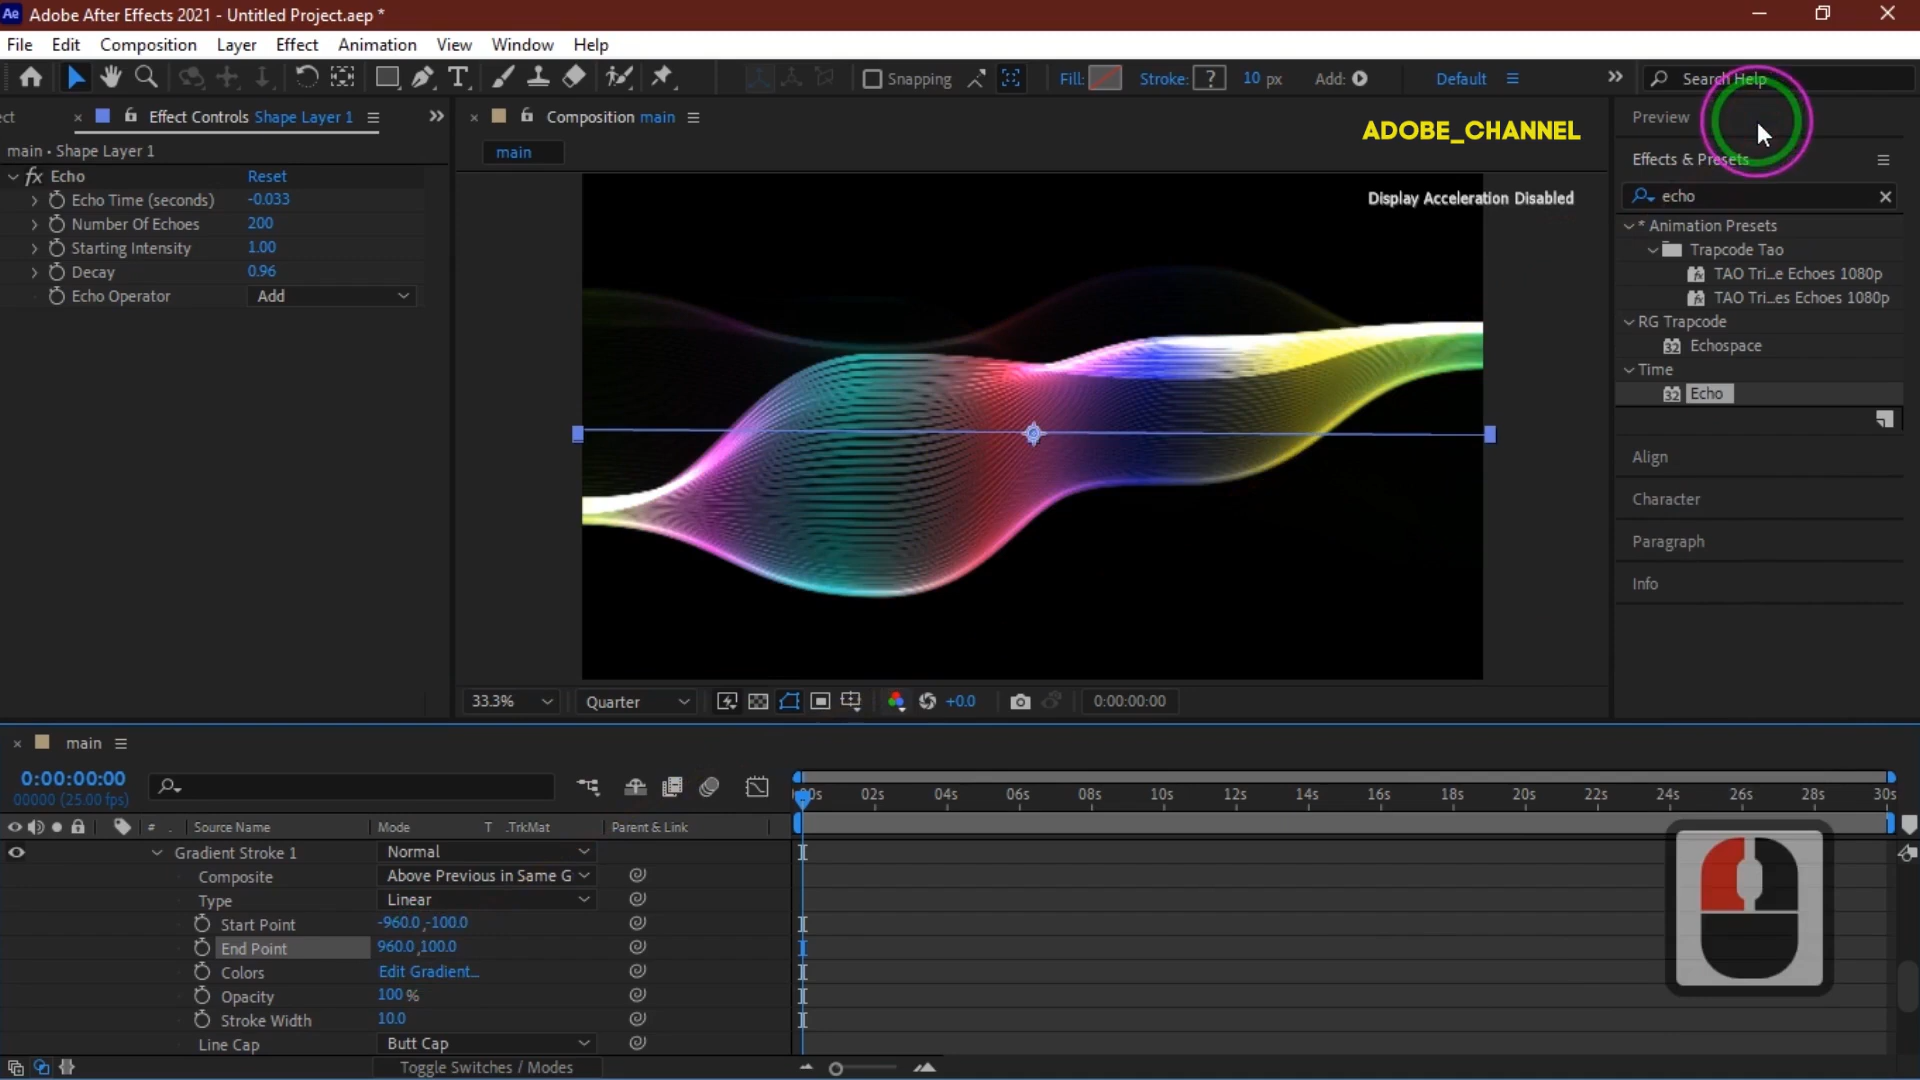 Ae Adobe After Effects 2021 - Untitled Project.aep *
File Edit Composition Layer Effect Animation View Window Help
Snapping Fill: Stroke: ? 10 px Add: Default Search Help
ect Effect Controls Shape Layer 1
Composition main
ADOBE_CHANNEL
Preview
main • Shape Layer 1
main
Effects & Presets
fx Echo Reset
Echo Time (seconds) -0.033
Number Of Echoes 200
Starting Intensity 1.00
Decay 0.96
Echo Operator Add
Display Acceleration Disabled
echo
* Animation Presets
Trapcode Tao
TAO Tri...e Echoes 1080p
TAO Tri...es Echoes 1080p
RG Trapcode
32 Echospace
Time
32 Echo
Align
Character
Paragraph
Info
33.3% Quarter +0.0 0:00:00:00
main
0:00:00:00
00000 (25.00 fps)
00s 02s 04s 06s 08s 10s 12s 14s 16s 18s 20s 22s 24s 26s 28s 30s
# . Source Name Mode T .TrkMat Parent & Link
Gradient Stroke 1 Normal
Composite Above Previous in Same G
Type Linear
Start Point -960.0,-100.0
End Point 960.0,100.0
Colors Edit Gradient...
Opacity 100 %
Stroke Width 10.0
Line Cap Butt Cap
Toggle Switches / Modes